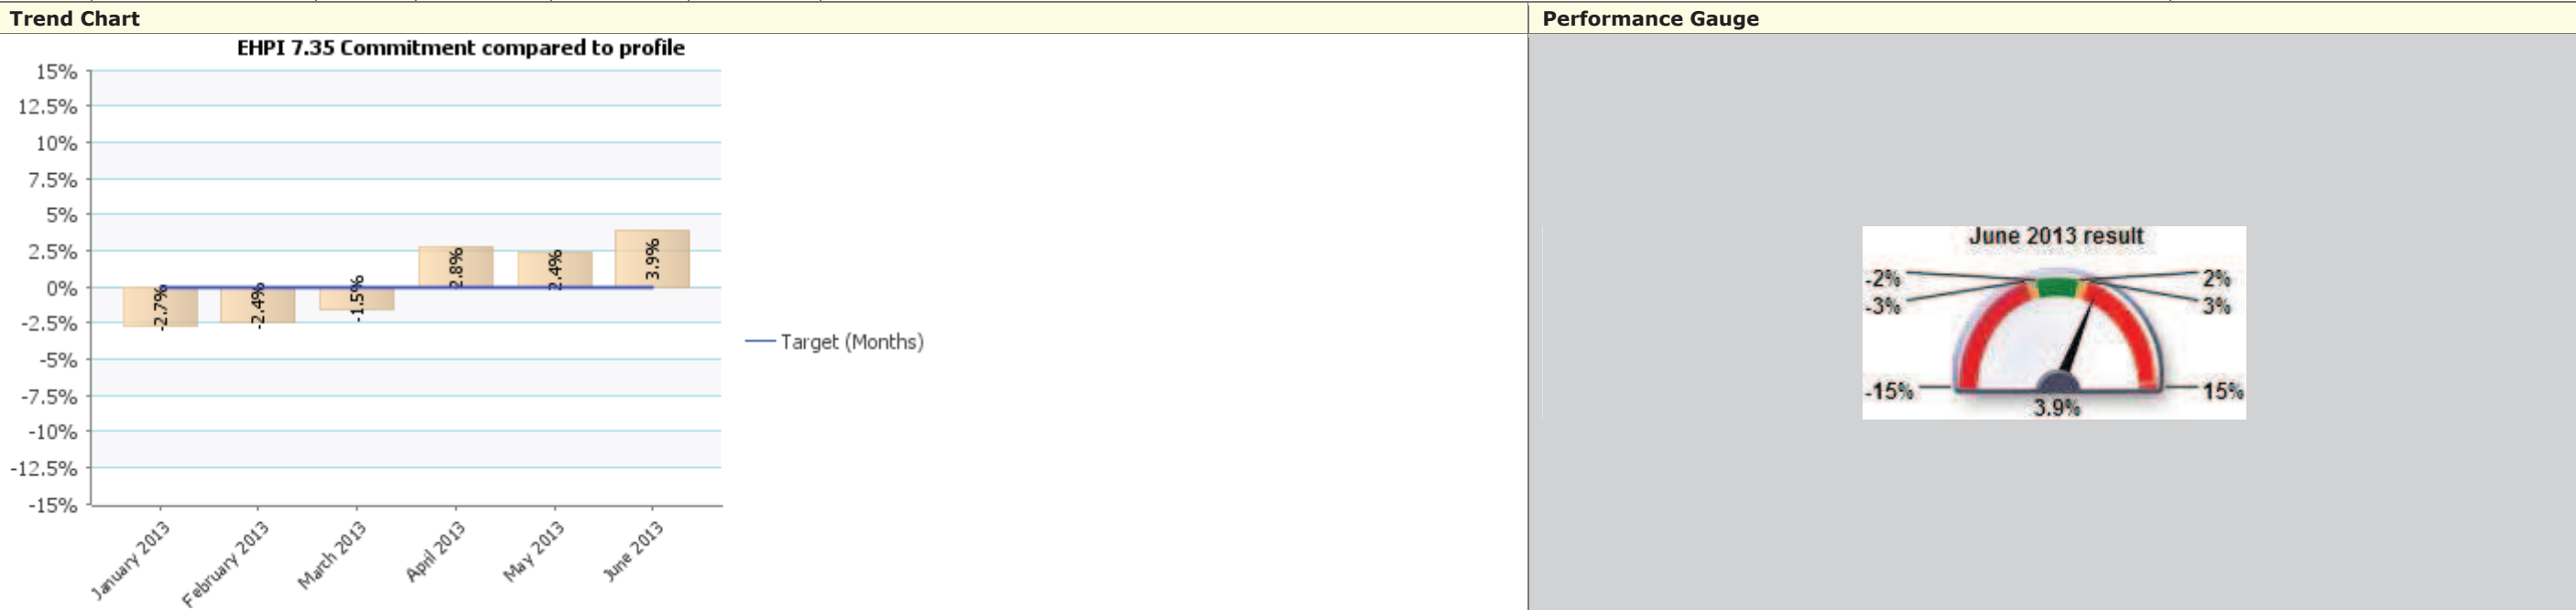 Trend Chart
Performance Gauge
EHPI 7.35 Commitment compared to profile
15%
12.5%
10%
7.5%
5%
2.5%
0%
-2.5%
-5%
-7.5%
-10%
-12.5%
-15%
-2.7%
-2.4%
-1.5%
2.8%
2.4%
3.9%
January 2013
February 2013
March 2013
April 2013
May 2013
June 2013
Target (Months)
June 2013 result
-2%
2%
-3%
3%
-15%
15%
3.9%